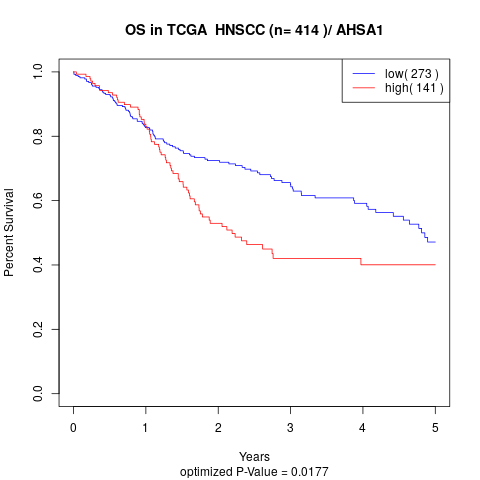 OS in TCGA  HNSCC (n= 414 )/ AHSA1
low( 273 )
high( 141 )
Percent Survival
1.0
0.8
0.6
0.4
0.2
0.0
0 1 2 3 4 5
Years
optimized P-Value = 0.0177